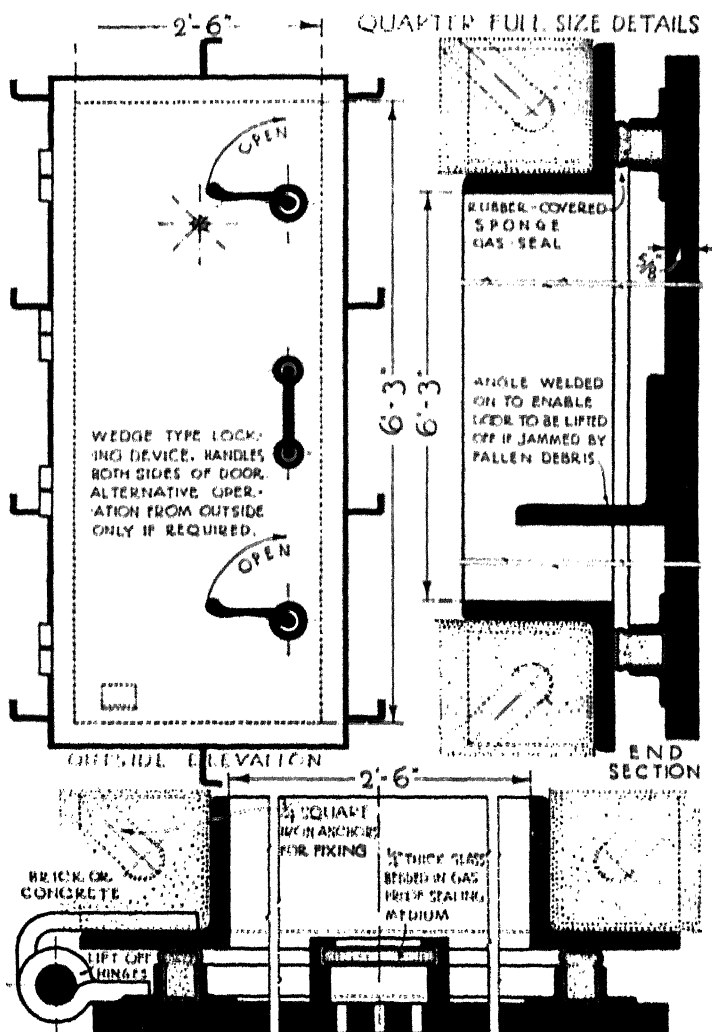 2'-6"
QUARTER FULL SIZE DETAILS
OPEN
RUBBER-COVERED
SPONGE
GAS-SEAL
5/8"
6'-3"
6'-3"
ANGLE WELDED
ON TO ENABLE
DOOR TO BE LIFTED
OFF IF JAMMED BY
FALLEN DEBRIS.
WEDGE TYPE LOCK-
ING DEVICE. HANDLES
BOTH SIDES OF DOOR.
ALTERNATIVE OPER-
ATION FROM OUTSIDE
ONLY IF REQUIRED.
OPEN
OUTSIDE ELEVATION
END
SECTION
2'-6"
SQUARE
IRON ANCHORS
FOR FIXING
THICK GLASS
BEDDED IN GAS
PROOF SEALING
MEDIUM
BRICK OR
CONCRETE
LIFT OFF
HINGES